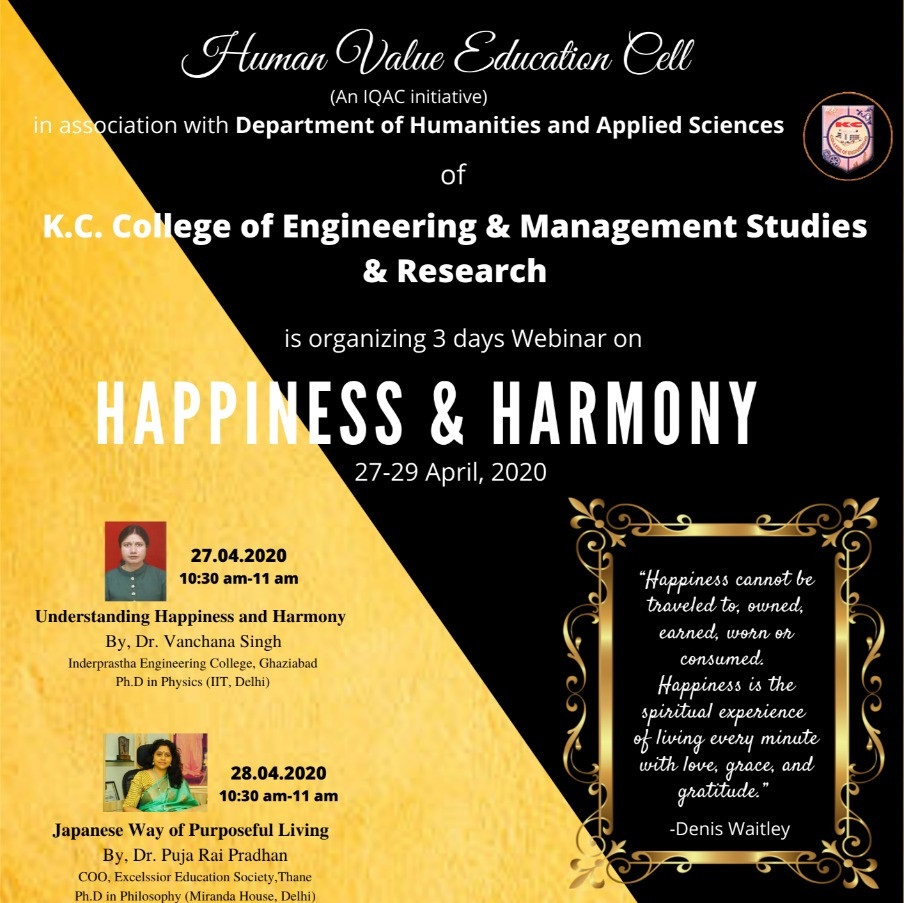 Human Value Education Cell
(An IQAC initiative)
in association with Department of Humanities and Applied Sciences
of
K.C. College of Engineering & Management Studies
& Research
is organizing 3 days Webinar on
HAPPINESS & HARMONY
27-29 April, 2020
27.04.2020
10:30 am-11 am
Understanding Happiness and Harmony
By, Dr. Vanchana Singh
Inderprastha Engineering College, Ghaziabad
Ph.D in Physics (IIT, Delhi)
28.04.2020
10:30 am-11 am
Japanese Way of Purposeful Living
By, Dr. Puja Rai Pradhan
COO, Excelssior Education Society,Thane
Ph.D in Philosophy (Miranda House, Delhi)
“Happiness cannot be
traveled to, owned,
earned, worn or
consumed.
Happiness is the
spiritual experience
of living every minute
with love, grace, and
gratitude.”
-Denis Waitley